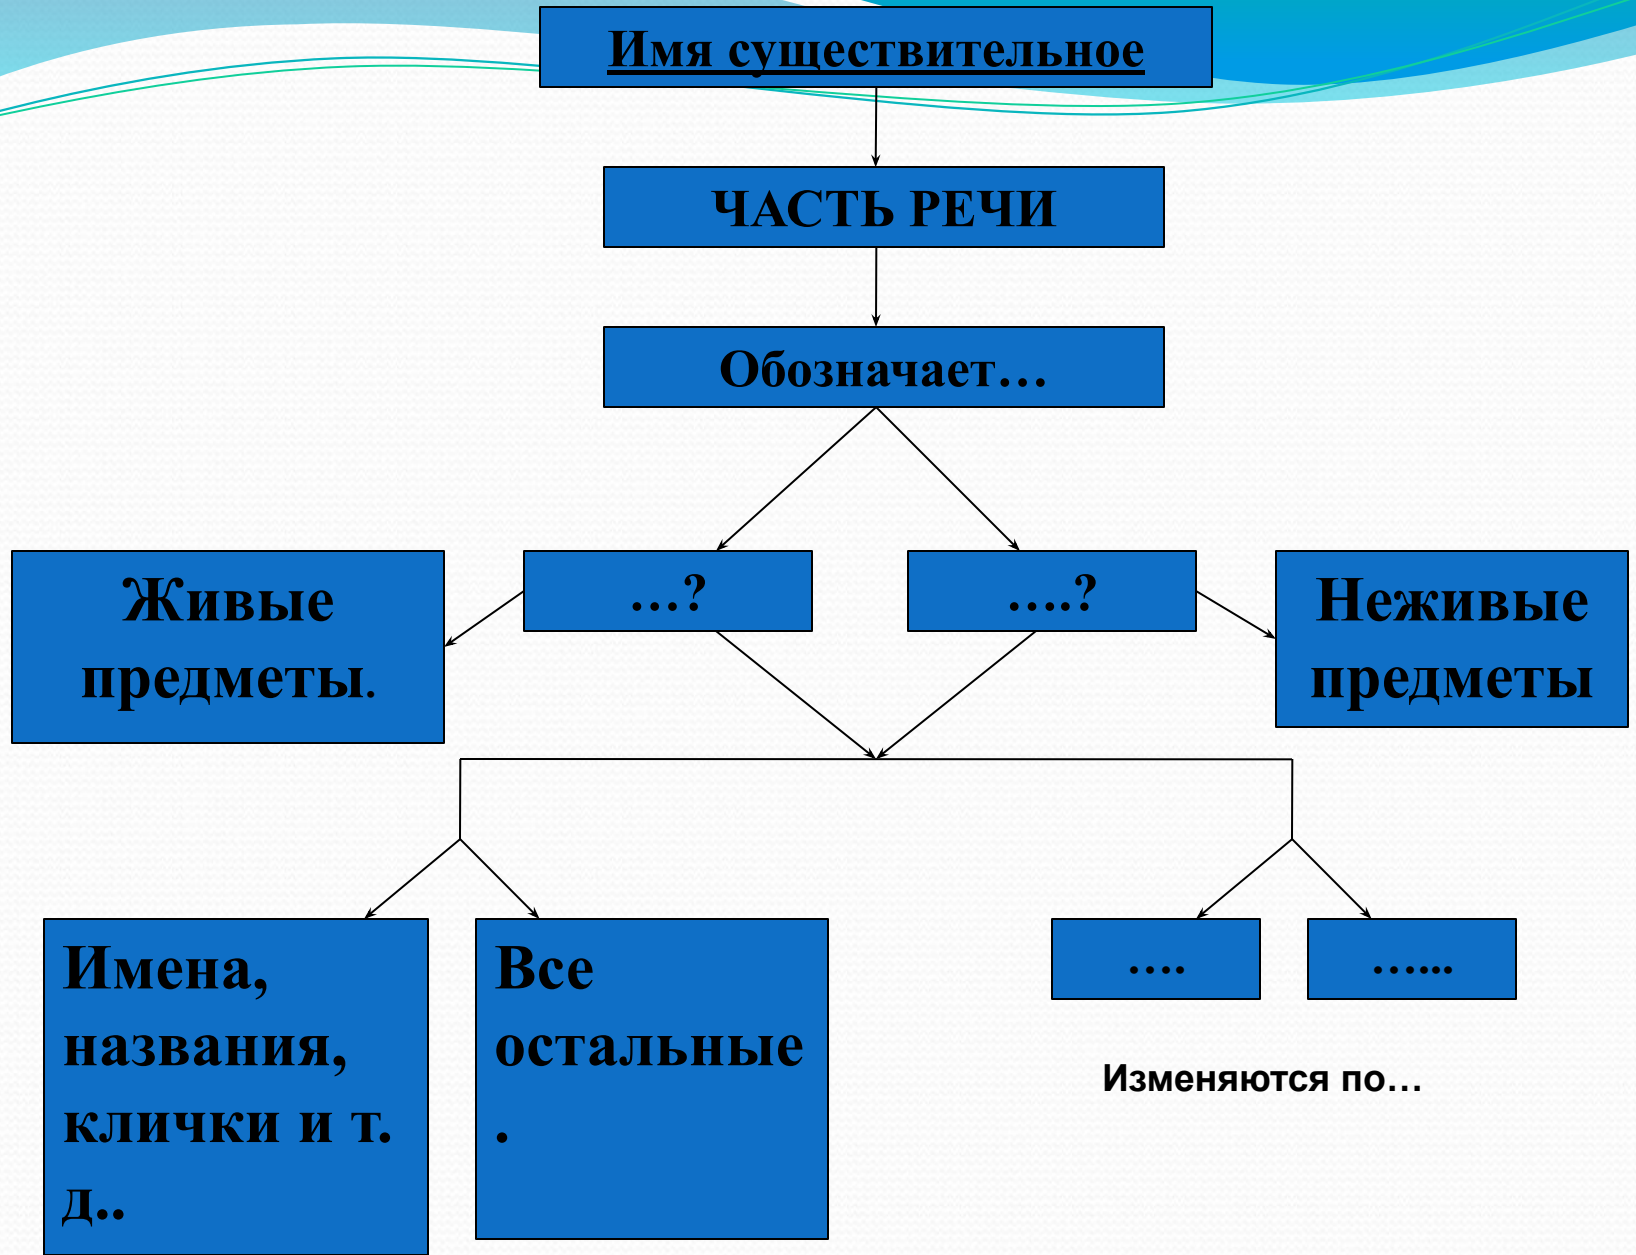 Имя существительное
ЧАСТЬ РЕЧИ
Обозначает…
Живые
предметы.
…?
….?
Неживые
предметы
Имена,
названия,
клички и т.
д..
Все
остальные
.
….
…...
Изменяются по…